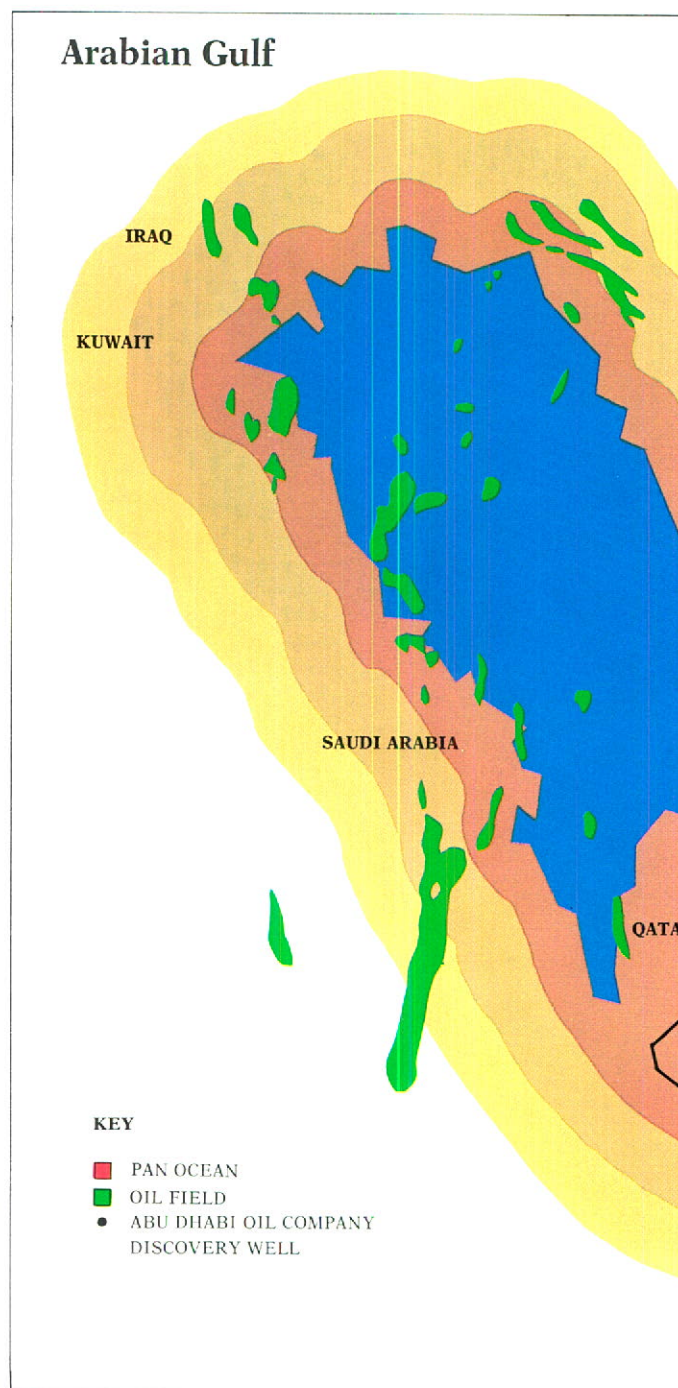 Arabian Gulf
IRAQ
KUWAIT
SAUDI ARABIA
QATA
KEY
PAN OCEAN
OIL FIELD
ABU DHABI OIL COMPANY
DISCOVERY WELL